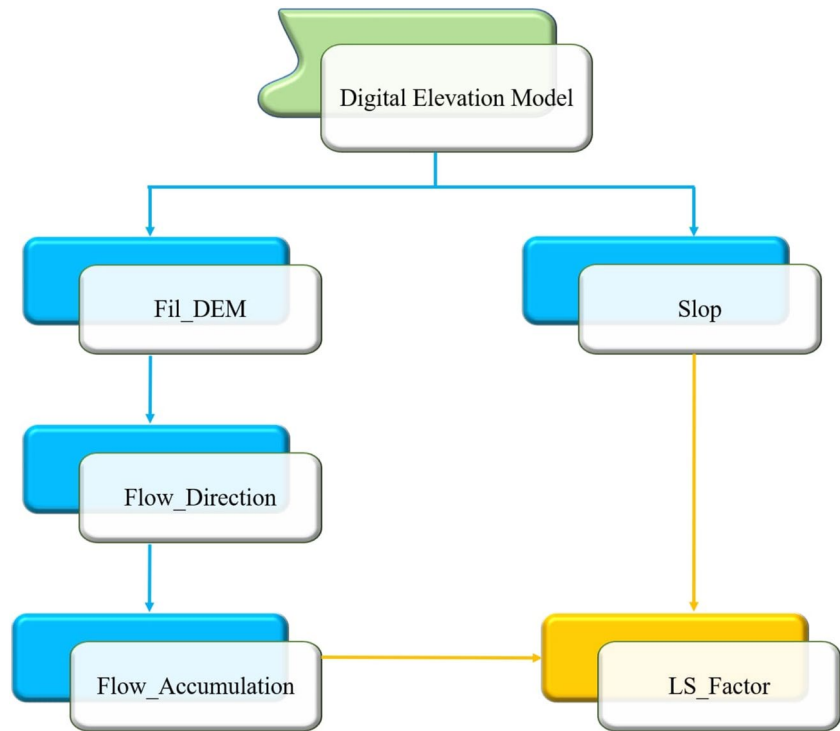 Digital Elevation Model
Fil_DEM
Slop
Flow_Direction
Flow_Accumulation
LS_Factor